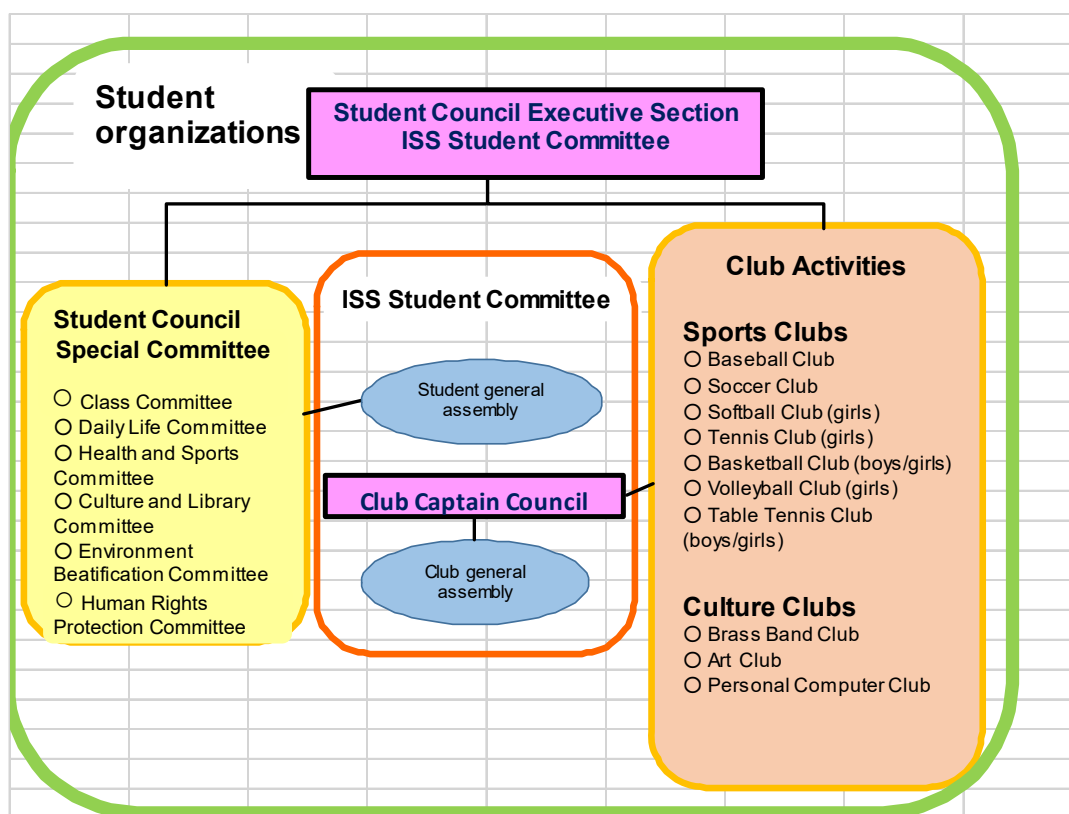 Student
organizations
Student Council Executive Section
ISS Student Committee
Student Council
Special Committee
○ Class Committee
○ Daily Life Committee
○ Health and Sports
Committee
○ Culture and Library
Committee
○ Environment
Beatification Committee
○ Human Rights
Protection Committee
ISS Student Committee
Student general
assembly
Club Captain Council
Club general
assembly
Club Activities
Sports Clubs
○ Baseball Club
○ Soccer Club
○ Softball Club (girls)
○ Tennis Club (girls)
○ Basketball Club (boys/girls)
○ Volleyball Club (girls)
○ Table Tennis Club
(boys/girls)
Culture Clubs
○ Brass Band Club
○ Art Club
○ Personal Computer Club